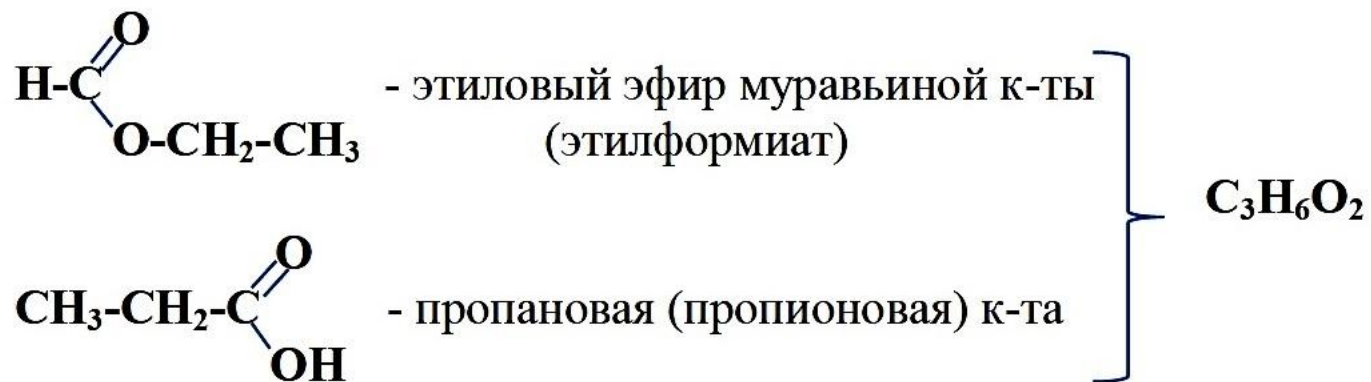 O
H-C - этиловый эфир муравьиной к-ты
O-CH₂-CH₃ (этилформиат)
C₃H₆O₂
O
CH₃-CH₂-C - пропановая (пропионовая) к-та
OH